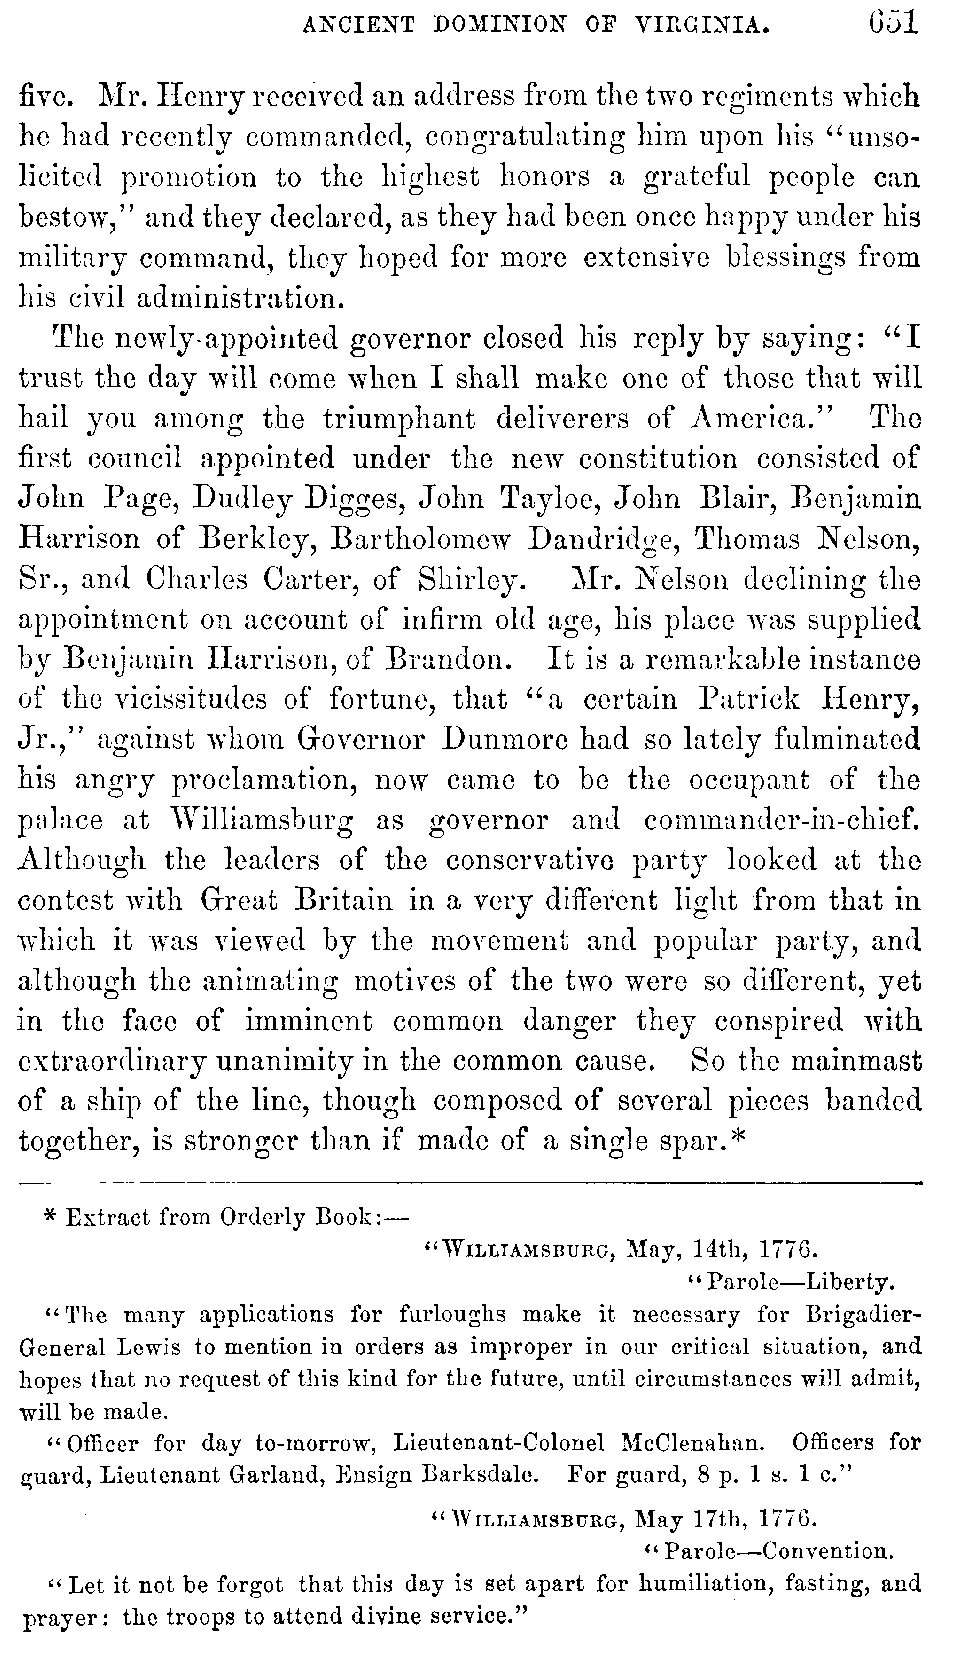 ANCIENT DOMINION OF VIRGINIA. 651
five. Mr. Henry received an address from the two regiments which
he had recently commanded, congratulating him upon his "unso-
licited promotion to the highest honors a grateful people can
bestow," and they declared, as they had been once happy under his
military command, they hoped for more extensive blessings from
his civil administration.
The newly-appointed governor closed his reply by saying: "I
trust the day will come when I shall make one of those that will
hail you among the triumphant deliverers of America." The
first council appointed under the new constitution consisted of
John Page, Dudley Digges, John Tayloe, John Blair, Benjamin
Harrison of Berkley, Bartholomew Dandridge, Thomas Nelson,
Sr., and Charles Carter, of Shirley. Mr. Nelson declining the
appointment on account of infirm old age, his place was supplied
by Benjamin Harrison, of Brandon. It is a remarkable instance
of the vicissitudes of fortune, that "a certain Patrick Henry,
Jr.," against whom Governor Dunmore had so lately fulminated
his angry proclamation, now came to be the occupant of the
palace at Williamsburg as governor and commander-in-chief.
Although the leaders of the conservative party looked at the
contest with Great Britain in a very different light from that in
which it was viewed by the movement and popular party, and
although the animating motives of the two were so different, yet
in the face of imminent common danger they conspired with
extraordinary unanimity in the common cause. So the mainmast
of a ship of the line, though composed of several pieces banded
together, is stronger than if made of a single spar.*
* Extract from Orderly Book:—
"WILLIAMSBURG, May, 14th, 1776.
"Parole—Liberty.
"The many applications for furloughs make it necessary for Brigadier-
General Lewis to mention in orders as improper in our critical situation, and
hopes that no request of this kind for the future, until circumstances will admit,
will be made.
"Officer for day to-morrow, Lieutenant-Colonel McClenahan. Officers for
guard, Lieutenant Garland, Ensign Barksdale. For guard, 8 p. 1 s. 1 c."
"WILLIAMSBURG, May 17th, 1776.
"Parole—Convention.
"Let it not be forgot that this day is set apart for humiliation, fasting, and
prayer: the troops to attend divine service."